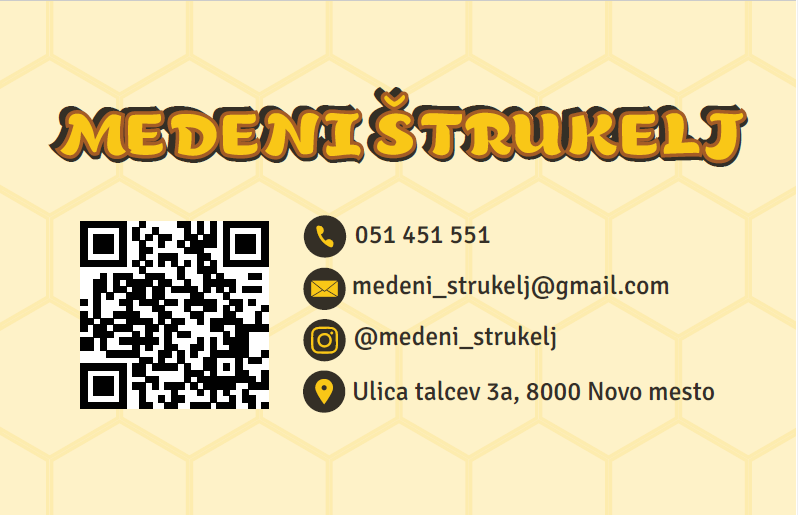 MEDENI ŠTRUKELJ
051 451 551
medeni_strukelj@gmail.com
@medeni_strukelj
Ulica talcev 3a, 8000 Novo mesto